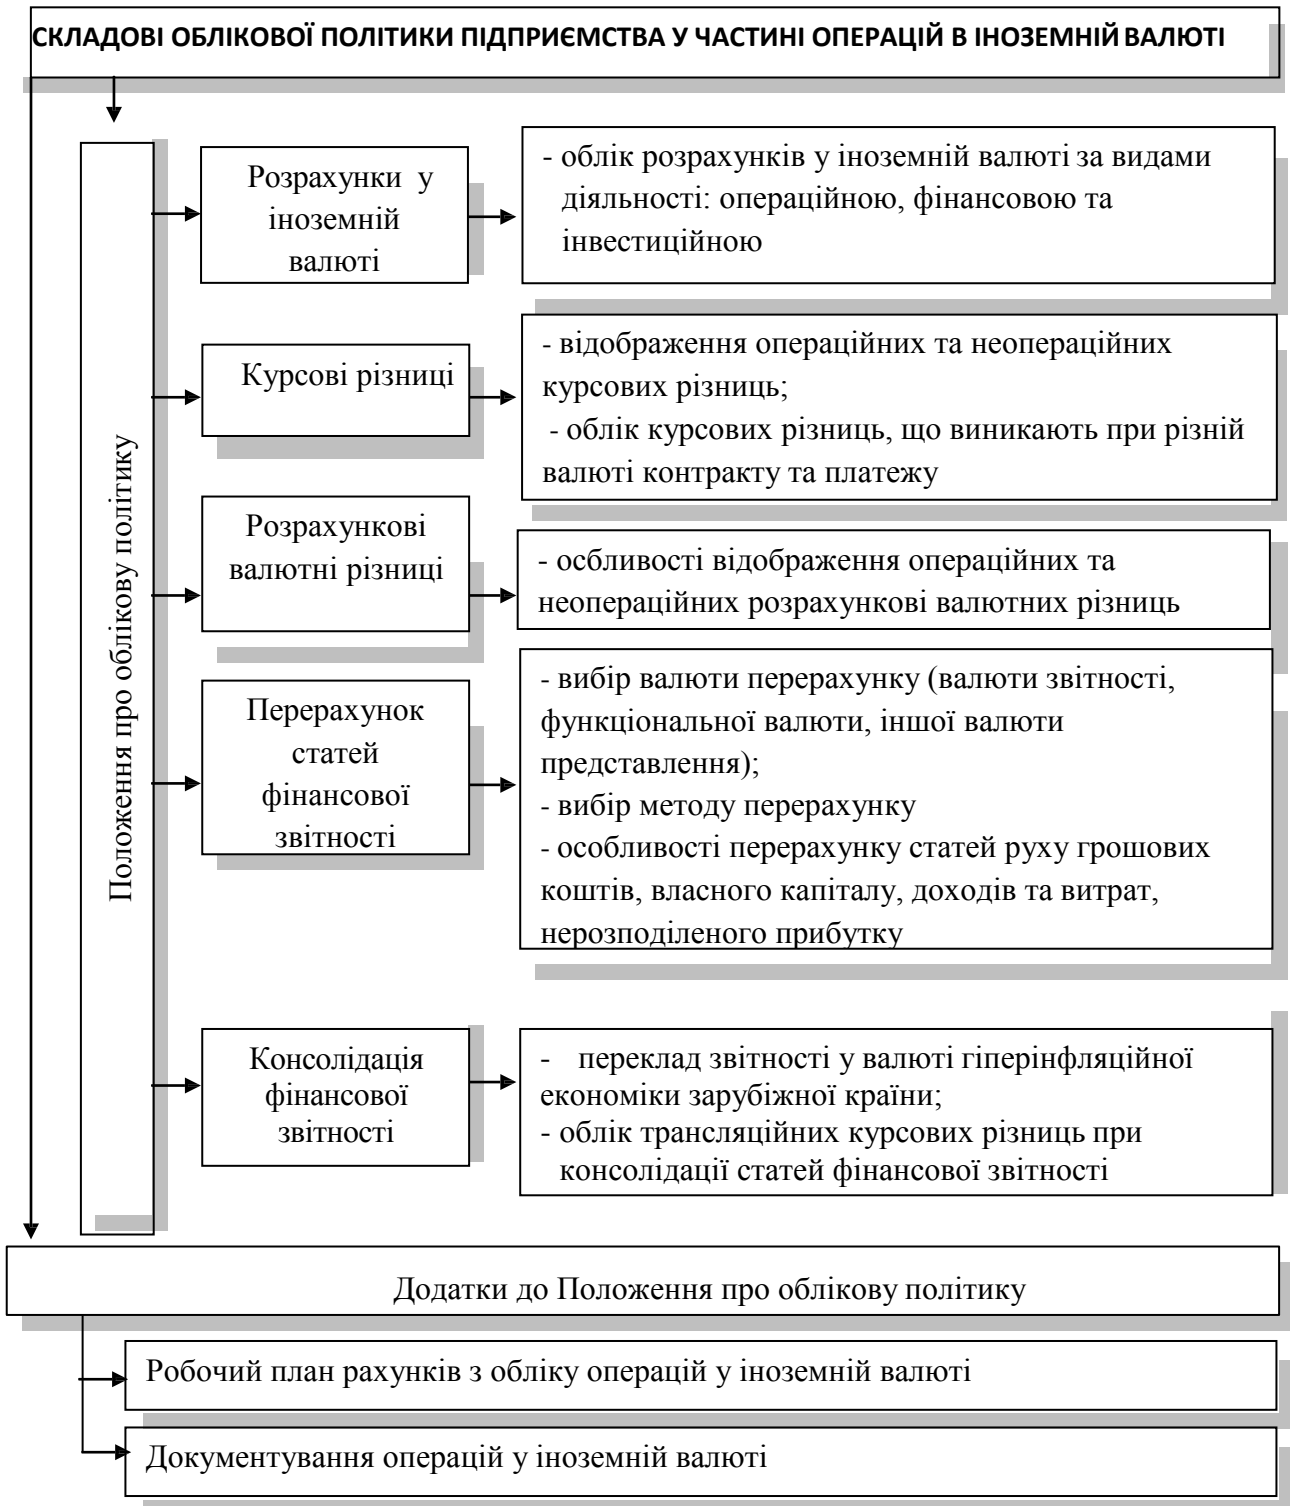 СКЛАДОВІ ОБЛІКОВОЇ ПОЛІТИКИ ПІДПРИЄМСТВА У ЧАСТИНІ ОПЕРАЦІЙ В ІНОЗЕМНІЙ ВАЛЮТІ
Положення про облікову політику
Розрахунки у
іноземній
валюті
- облік розрахунків у іноземній валюті за видами
діяльності: операційною, фінансовою та
інвестиційною
Курсові різниці
- відображення операційних та неопераційних
курсових різниць;
- облік курсових різниць, що виникають при різній
валюті контракту та платежу
Розрахункові
валютні різниці
- осбливості відображення операційних та
неопераційних розрахункові валютних різниць
Перерахунок
статей
фінансової
звітності
- вибір валюти перерахунку (валюти звітності,
функціональної валюти, іншої валюти
представлення);
- вибір методу перерахунку
- особливості перерахунку статей руху грошових
коштів, власного капіталу, доходів та витрат,
нерозподіленого прибутку
Консолідація
фінансової
звітності
- переклад звітності у валюті гіперінфляційної
економіки зарубіжної країни;
- облік трансляційних курсових різниць при
консолідації статей фінансової звітності
Додатки до Положення про облікову політику
Робочий план рахунків з обліку операцій у іноземній валюті
Документування операцій у іноземній валюті